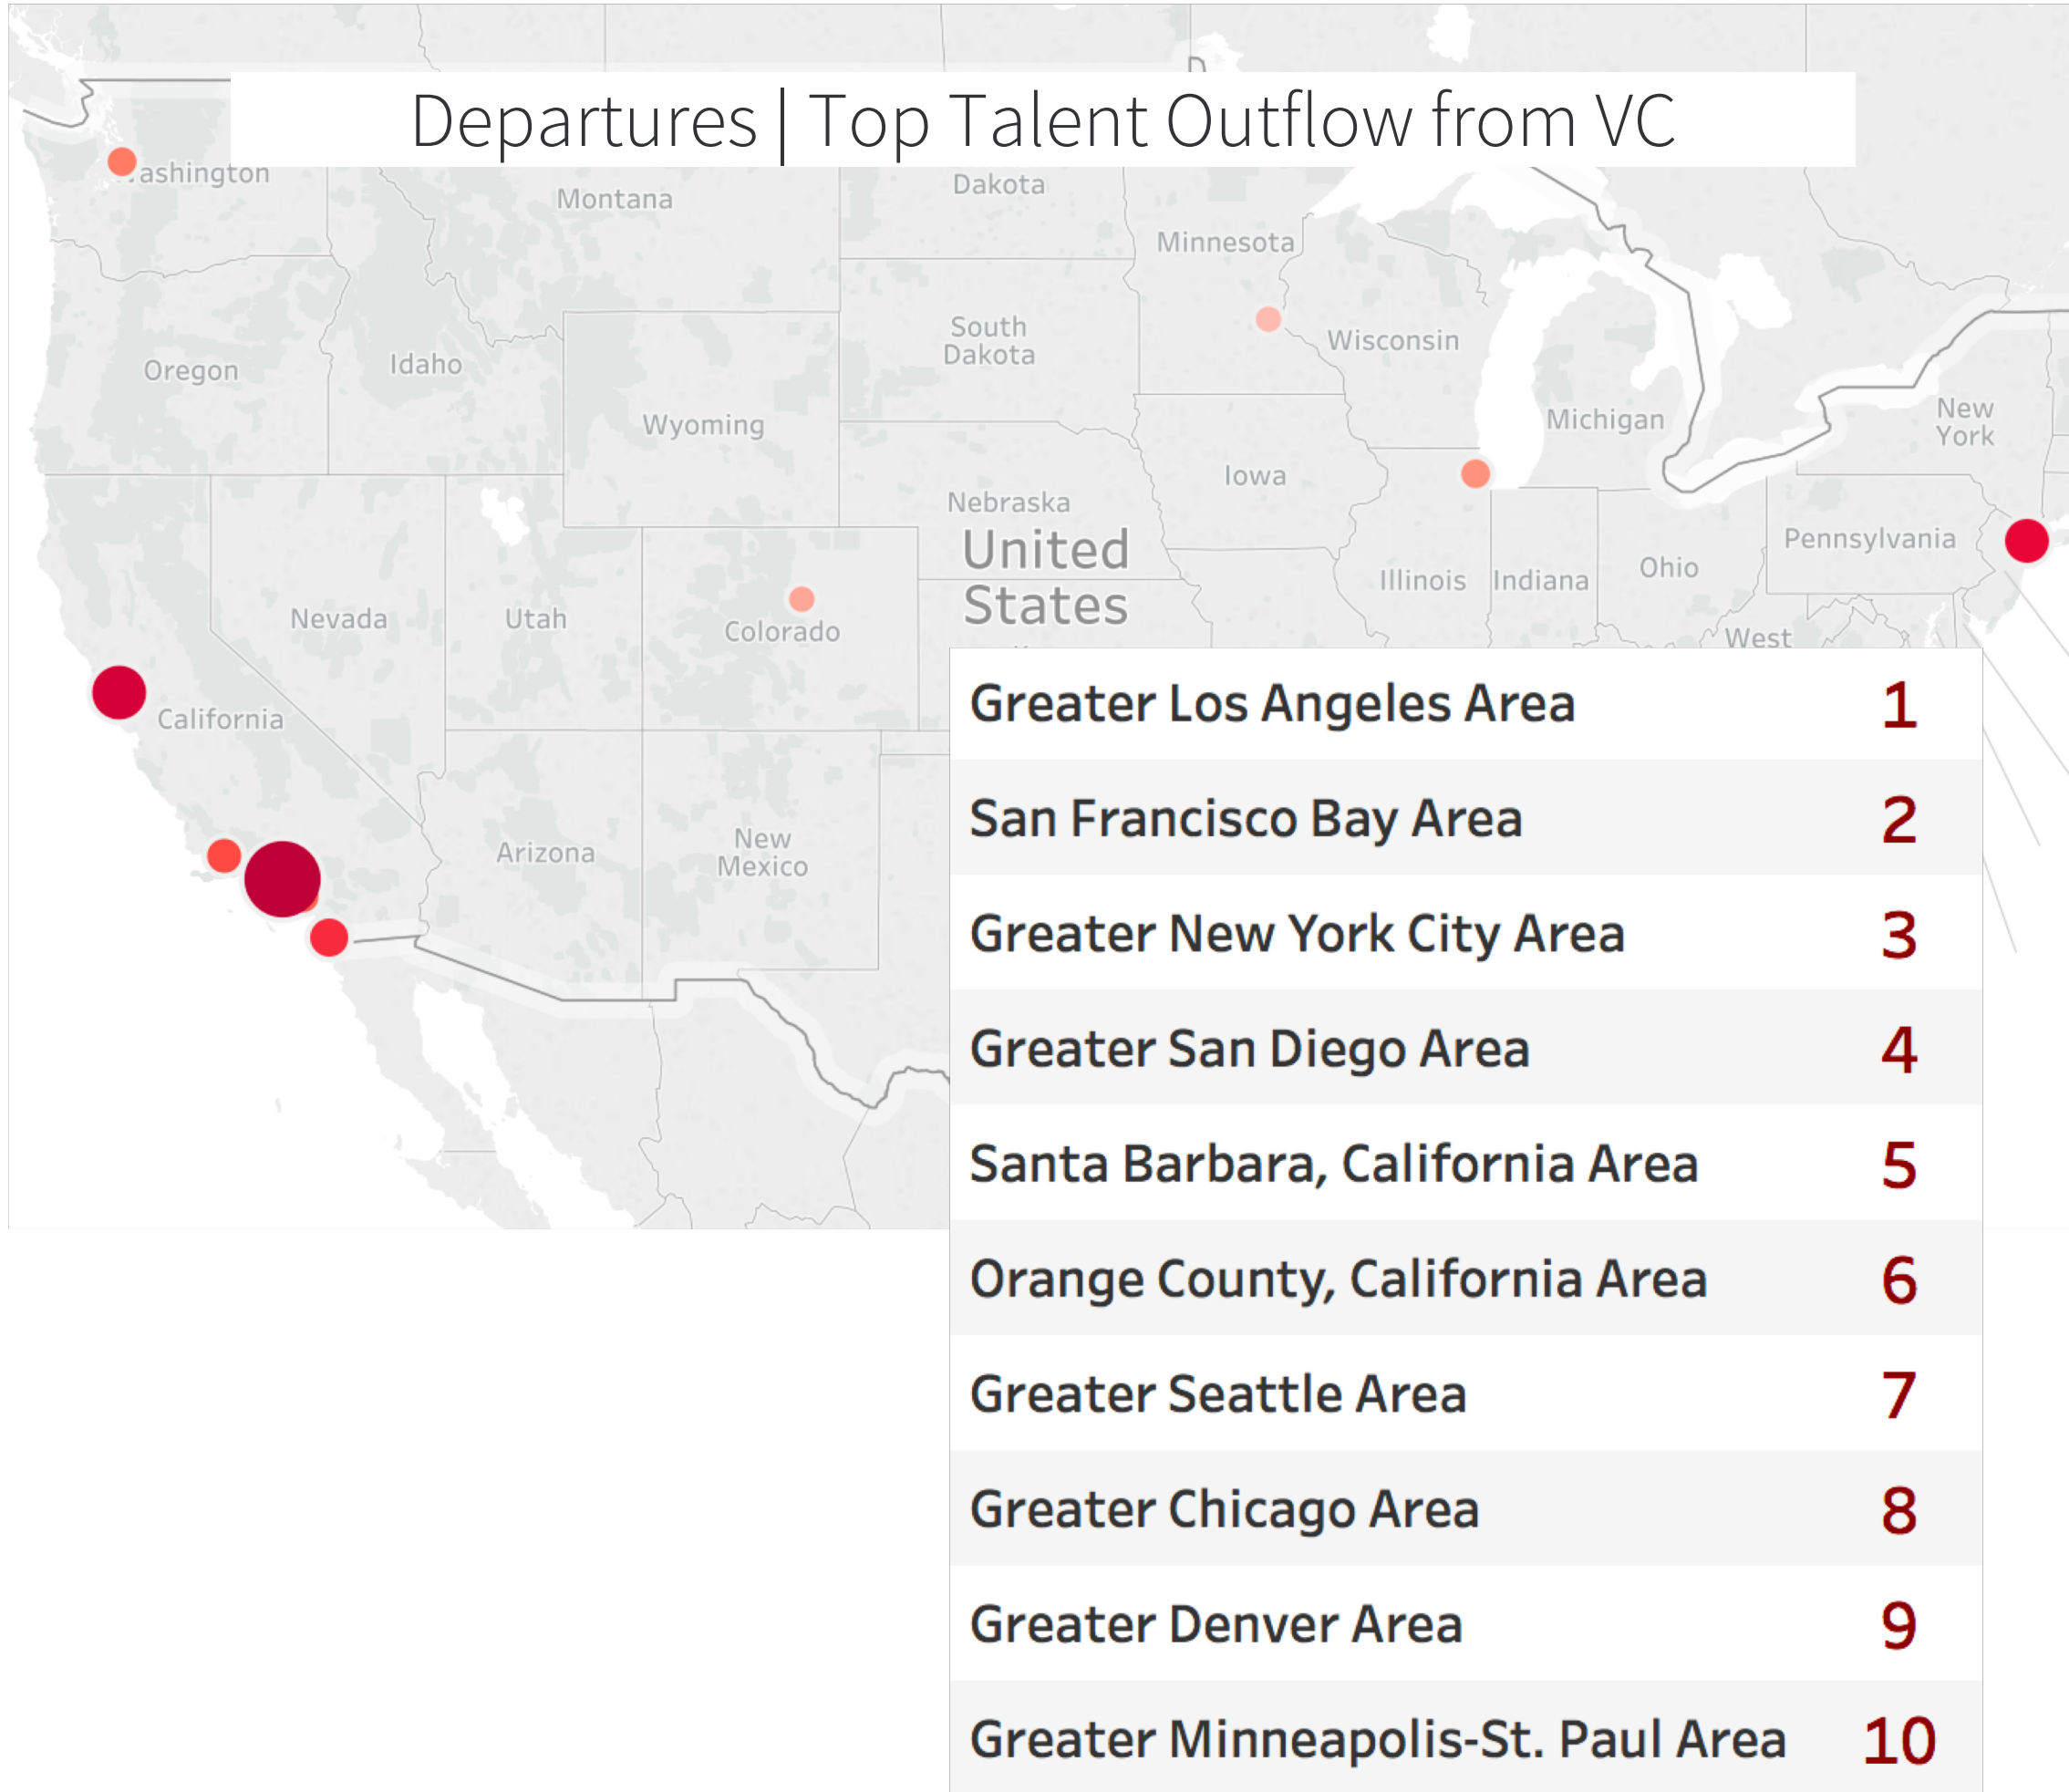 Departures | Top Talent Outflow from VC
ashington
Montana
Dakota
Minnesota
Oregon
Idaho
South
Dakota
Wisconsin
Wyoming
Michigan
New
York
Iowa
Nebraska
United
States
Pennsylvania
Nevada
Utah
Colorado
Illinois
Indiana
Ohio
West
California
Arizona
New
Mexico
Greater Los Angeles Area 1
San Francisco Bay Area 2
Greater New York City Area 3
Greater San Diego Area 4
Santa Barbara, California Area 5
Orange County, California Area 6
Greater Seattle Area 7
Greater Chicago Area 8
Greater Denver Area 9
Greater Minneapolis-St. Paul Area 10